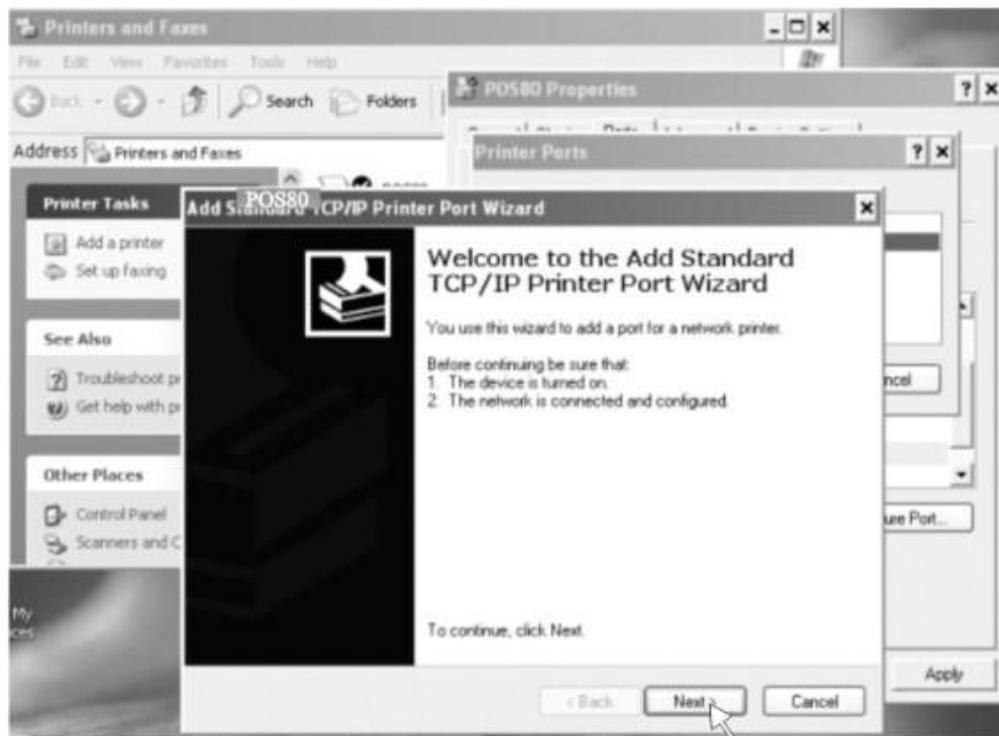 Printers and Faxes
File Edit View Favorites Tools Help
Back Search Folders
Address Printers and Faxes
POS80 Properties
Printer Ports
Printer Tasks
Add a printer
Set up faxing
See Also
Troubleshoot
Get help with
Other Places
Control Panel
Scanners and C
My
POS80
Add Standard TCP/IP Printer Port Wizard
Welcome to the Add Standard
TCP/IP Printer Port Wizard
You use this wizard to add a port for a network printer.
Before continuing be sure that:
1. The device is turned on.
2. The network is connected and configured.
To continue, click Next.
< Back Next > Cancel
ncel
ure Port...
Apply